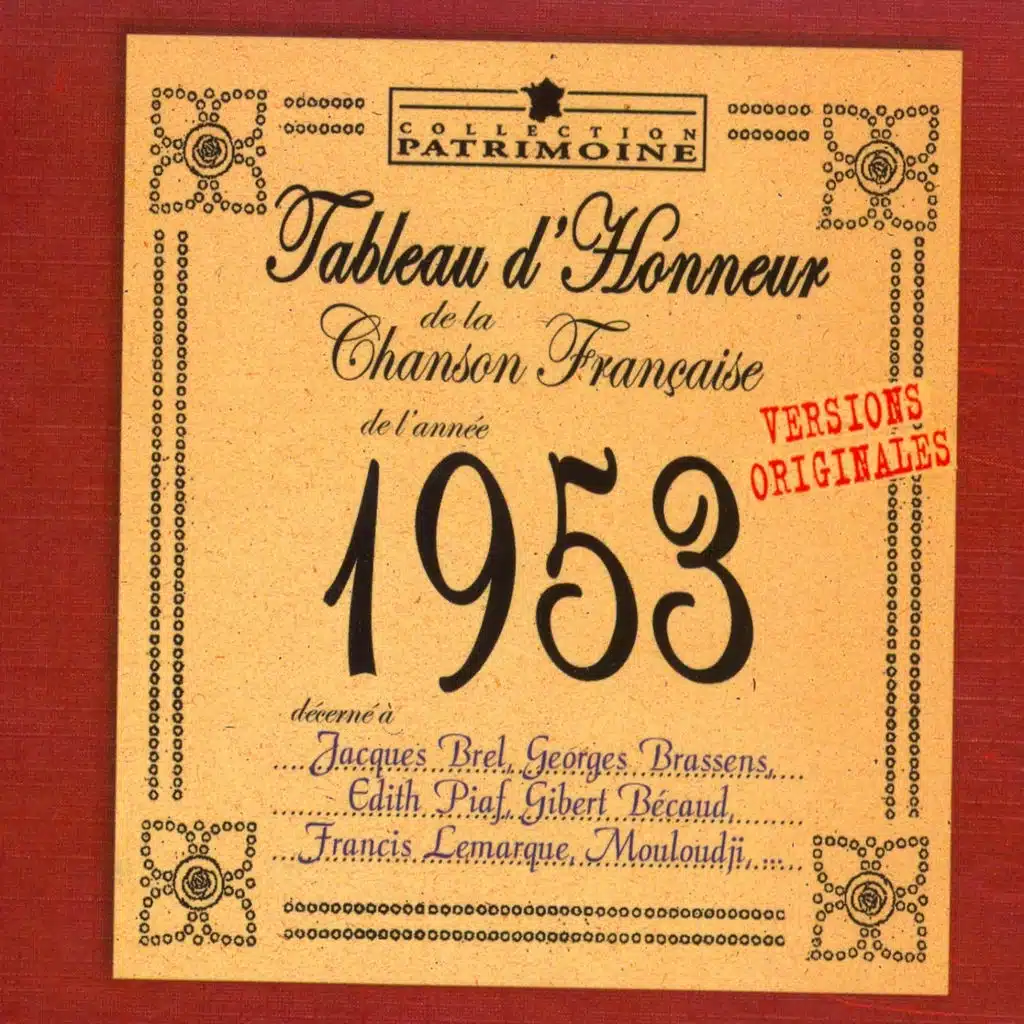 COLLECTION
PATRIMOINE
Tableau d'Honneur
de la
Chanson Française
de l'année
VERSIONS
ORIGINALES
1953
décerné à
Jacques Brel, Georges Brassens,
Edith Piaf, Gibert Bécaud,
Francis Lemarque, Mouloudji, ...